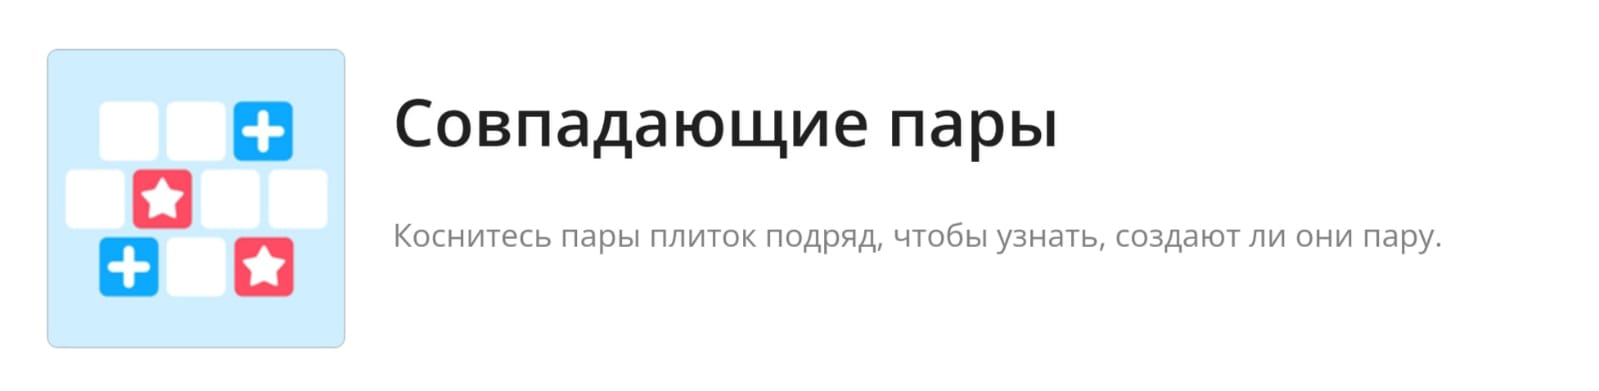 Совпадающие пары
Коснитесь пары плиток подряд, чтобы узнать, создают ли они пару.